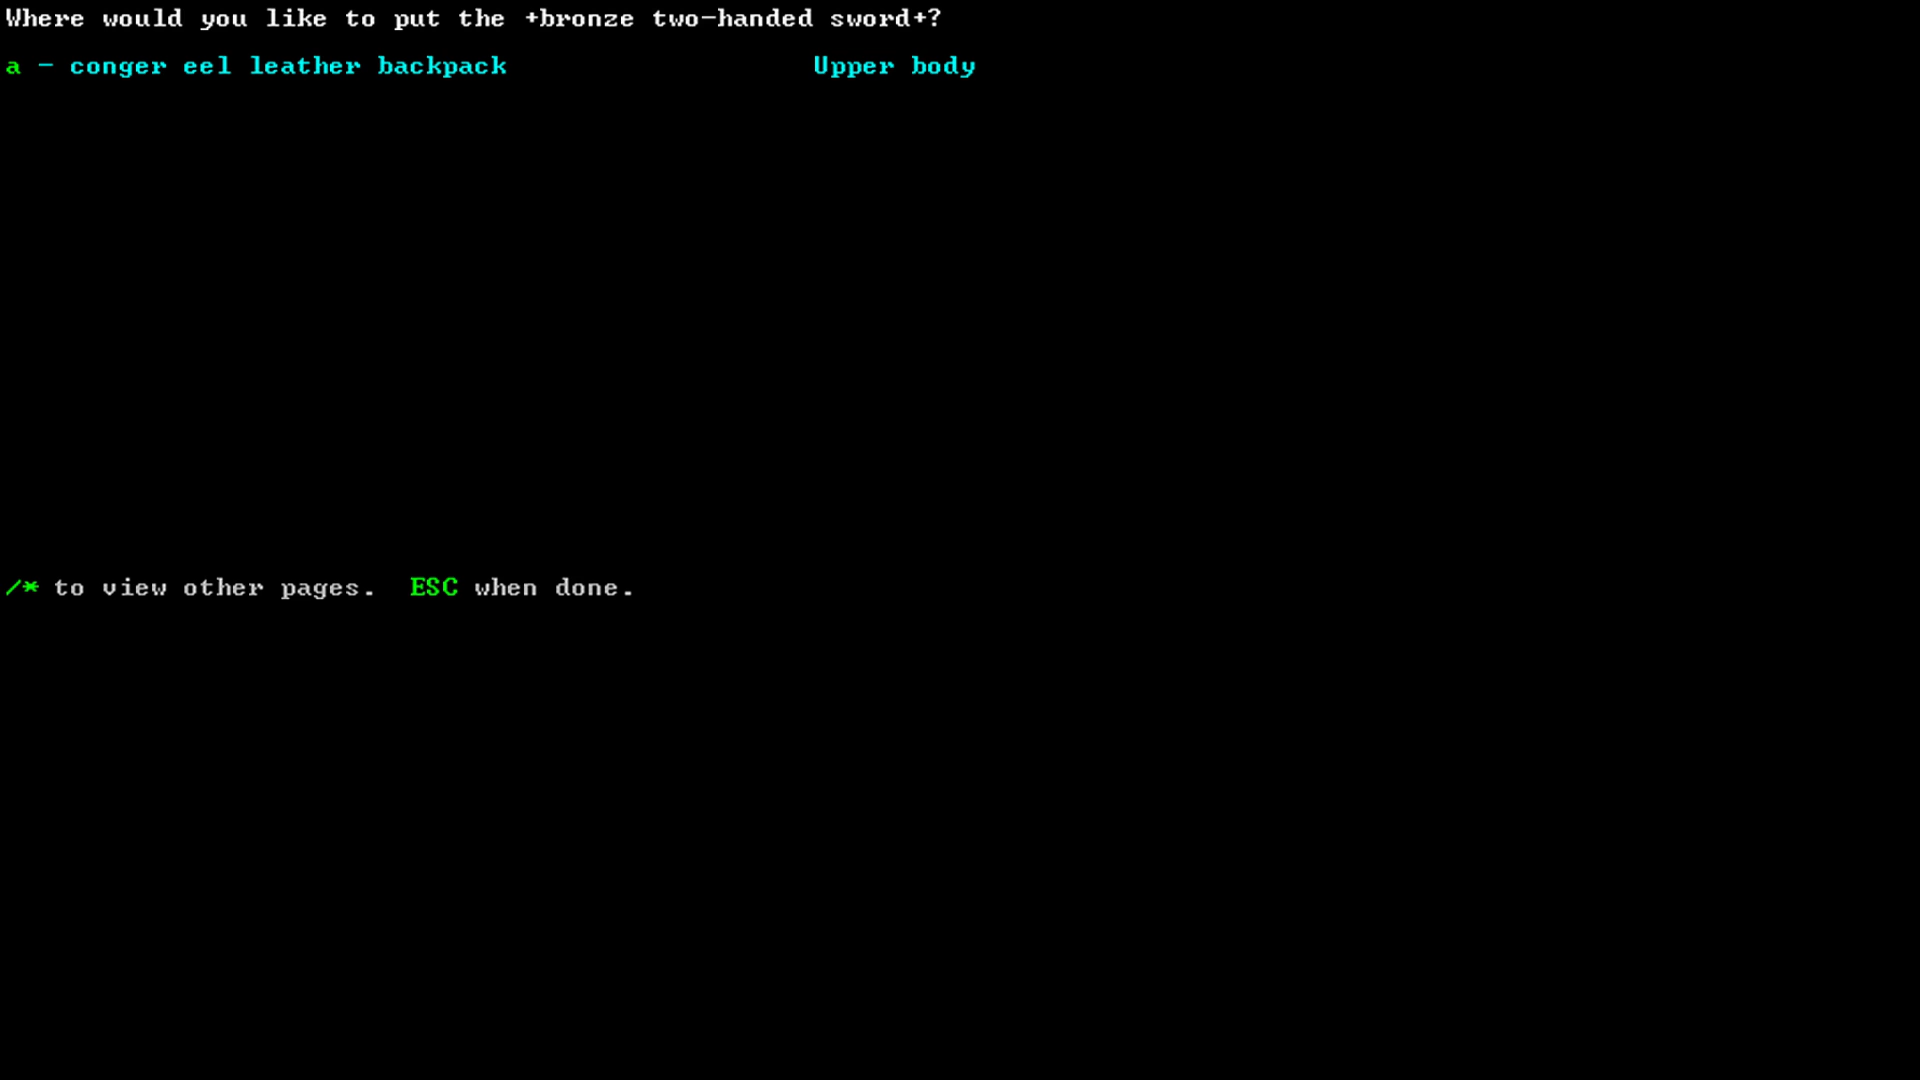 Where would you like to put the +bronze two-handed sword+?
a - conger eel leather backpack Upper body
/* to view other pages. ESC when done.